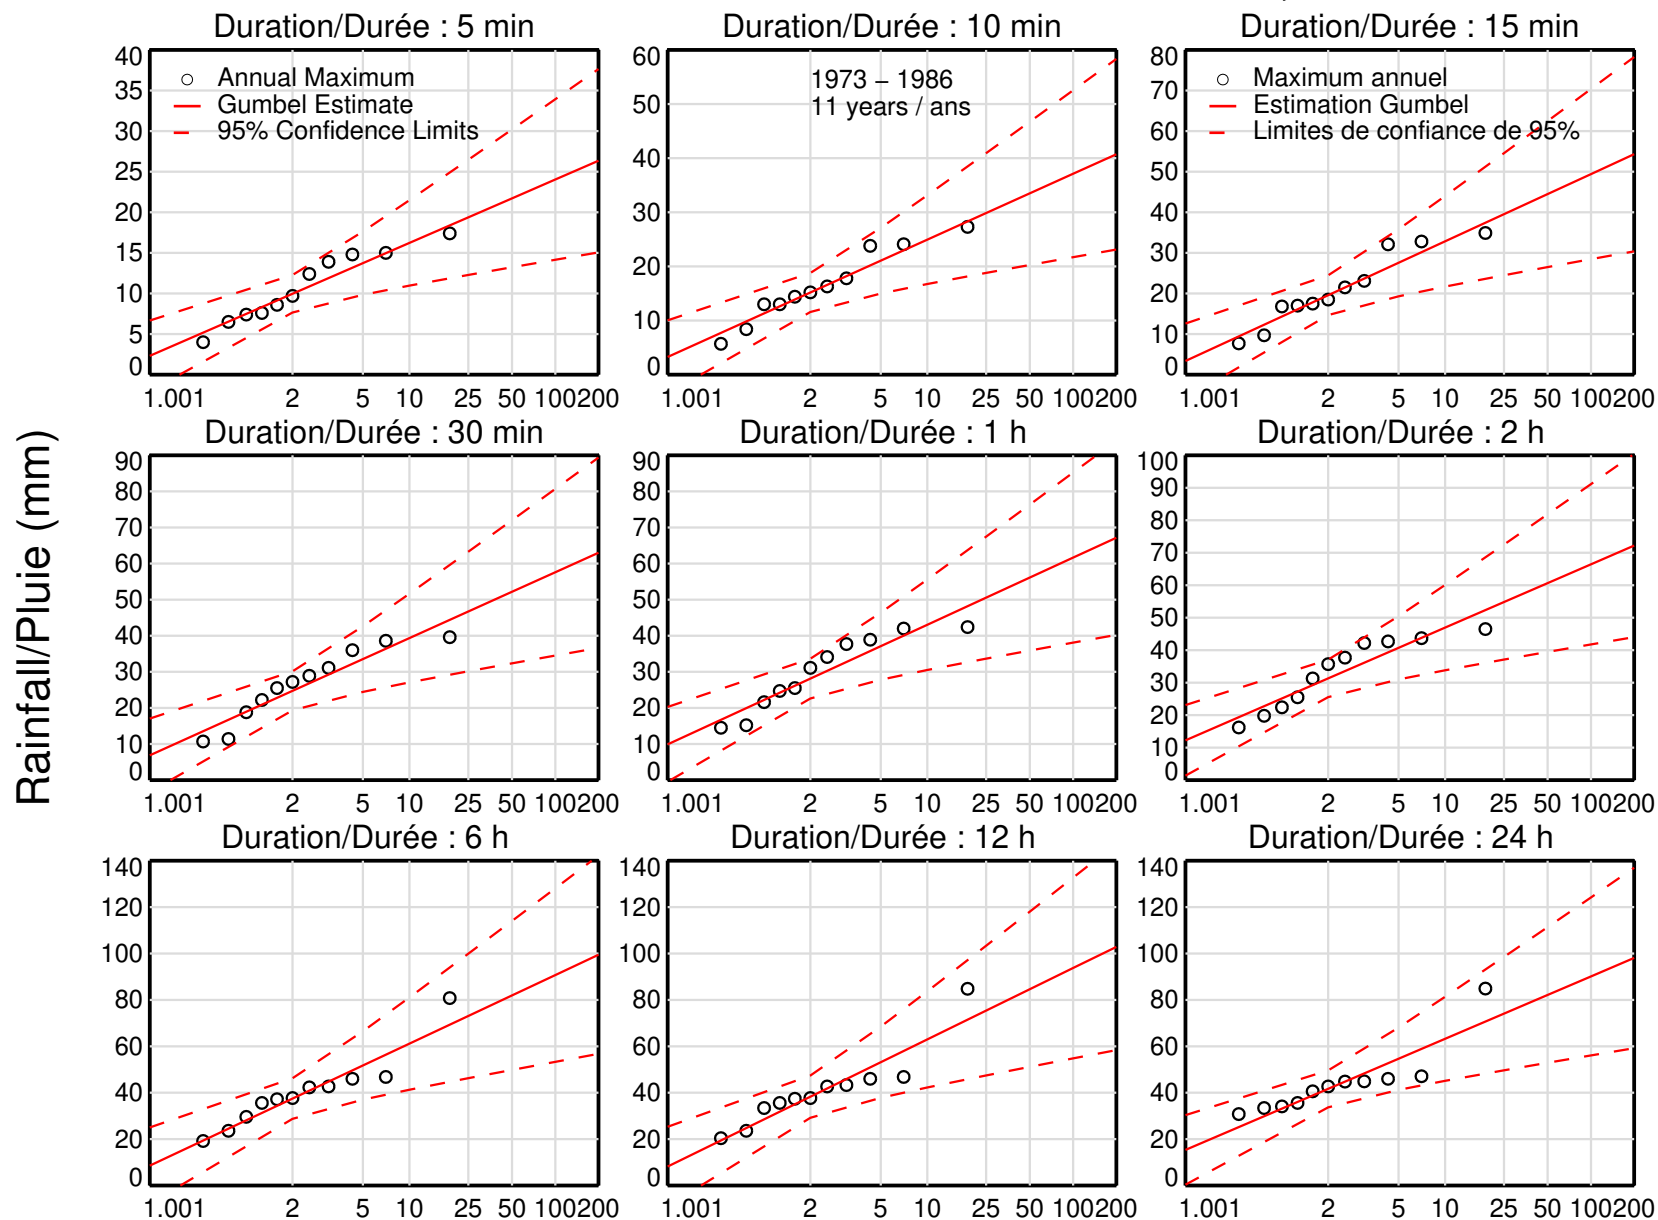 Duration/Durée : 5 min
40
35
30
25
20
15
10
5
0
Annual Maximum
Gumbel Estimate
95% Confidence Limits
1.001 2 5 10 25 50 100200
Duration/Durée : 10 min
60
50
40
30
20
10
0
1973 – 1986
11 years / ans
1.001 2 5 10 25 50 100200
Duration/Durée : 15 min
80
70
60
50
40
30
20
10
0
Maximum annuel
Estimation Gumbel
Limites de confiance de 95%
1.001 2 5 10 25 50 100200
Rainfall/Pluie (mm)
Duration/Durée : 30 min
90
80
70
60
50
40
30
20
10
0
1.001 2 5 10 25 50 100200
Duration/Durée : 1 h
90
80
70
60
50
40
30
20
10
0
1.001 2 5 10 25 50 100200
Duration/Durée : 2 h
100
90
80
70
60
50
40
30
20
10
0
1.001 2 5 10 25 50 100200
Duration/Durée : 6 h
140
120
100
80
60
40
20
0
1.001 2 5 10 25 50 100200
Duration/Durée : 12 h
140
120
100
80
60
40
20
0
1.001 2 5 10 25 50 100200
Duration/Durée : 24 h
140
120
100
80
60
40
20
0
1.001 2 5 10 25 50 100200